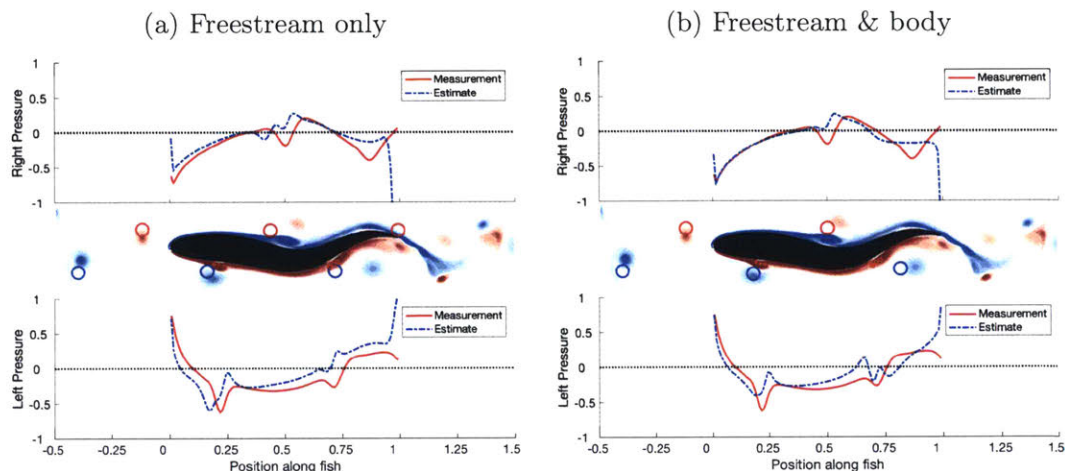 (a) Freestream only
1
0.5
0
-0.5
-1
Right Pressure
Measurement
Estimate
1
0.5
0
-0.5
-1
Left Pressure
Measurement
Estimate
-0.5
0
0.25
0.5
0.75
1
1.25
1.5
Position along fish
(b) Freestream & body
1
0.5
0
-0.5
-1
Right Pressure
Measurement
Estimate
1
0.5
0
-0.5
-1
Left Pressure
Measurement
Estimate
-0.5
0
0.25
0.5
0.75
1
1.25
1.5
Position along fish